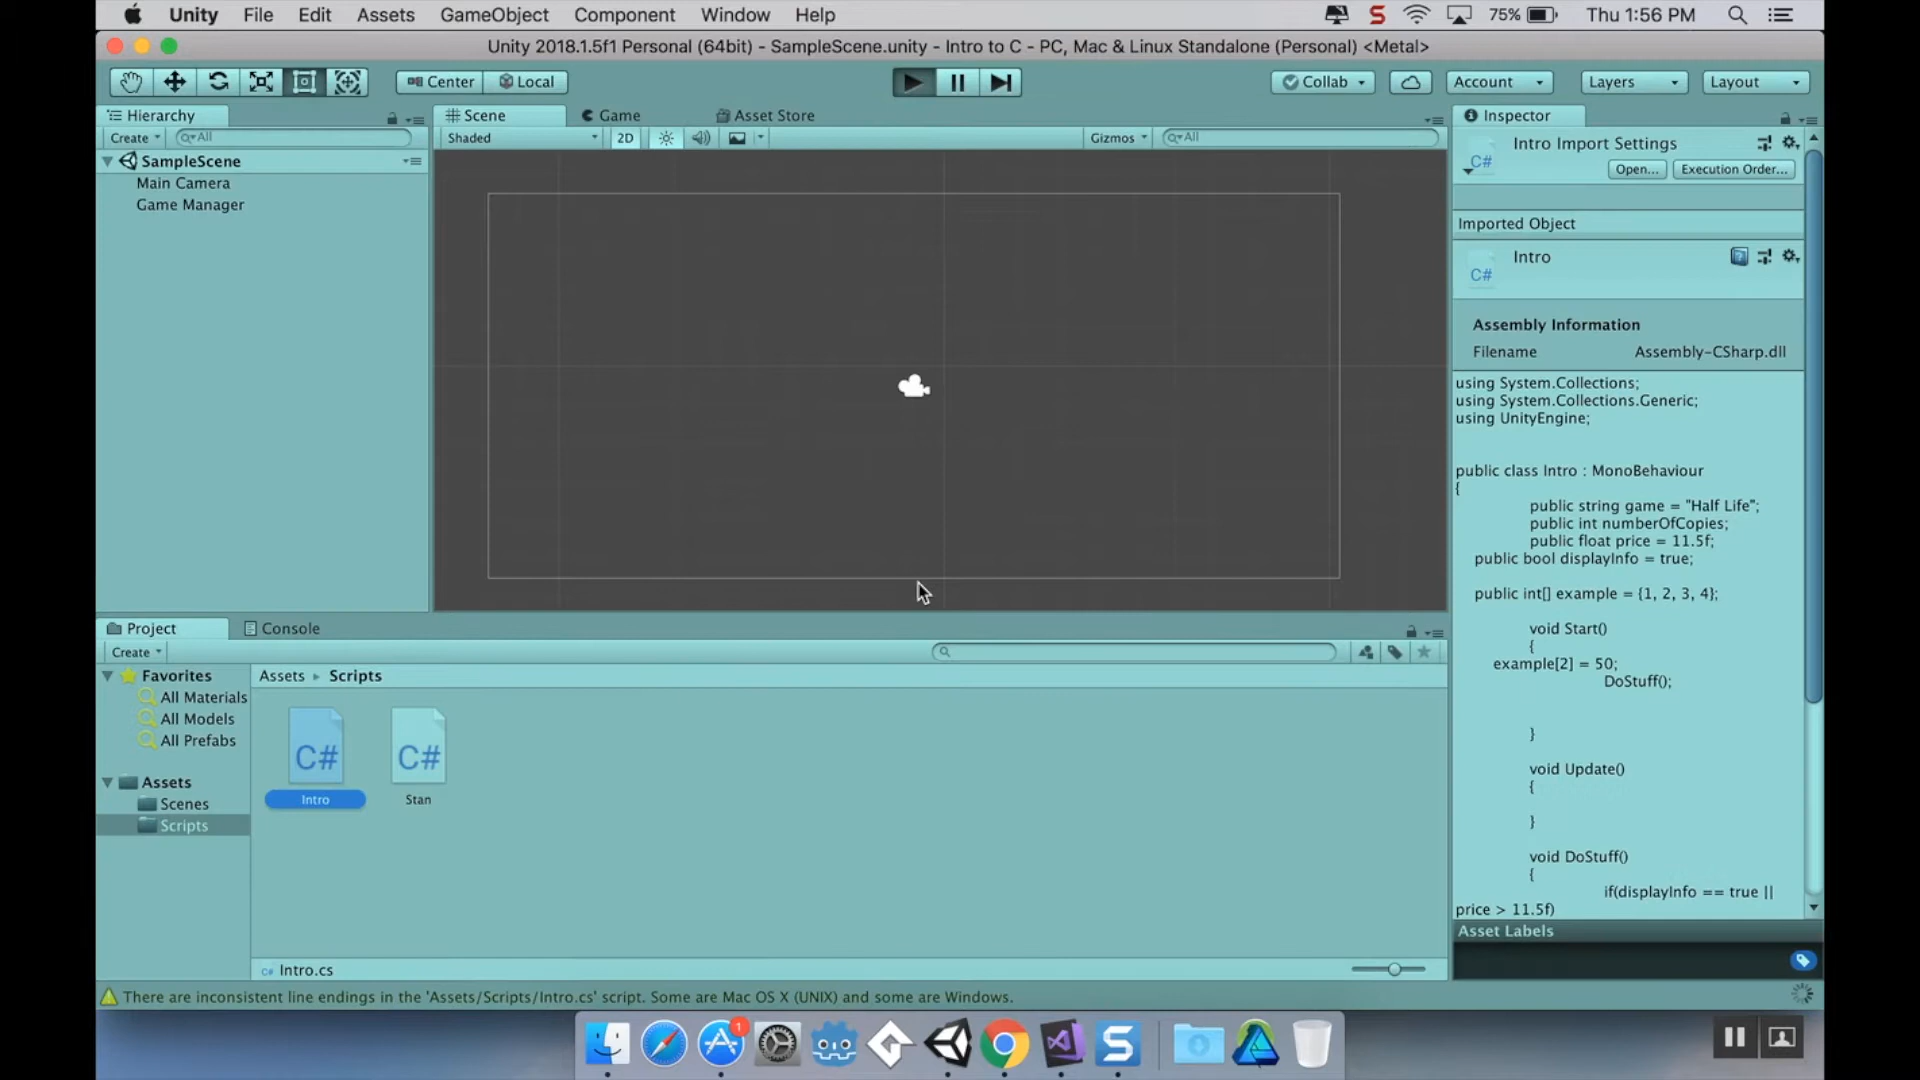 Unity File Edit Assets GameObject Component Window Help 75% Thu 1:56 PM
Unity 2018.1.5f1 Personal (64bit) - SampleScene.unity - Intro to C - PC, Mac & Linux Standalone (Personal) <Metal>
Center Local Collab Account Layers Layout
Hierarchy
Create All
SampleScene
Main Camera
Game Manager
Scene Game Asset Store
Shaded 2D Gizmos All
Inspector
Intro Import Settings
C#
Open... Execution Order...
Imported Object
Intro
C#
Assembly Information
Filename Assembly-CSharp.dll
using System.Collections;
using System.Collections.Generic;
using UnityEngine;
public class Intro : MonoBehaviour
{
public string game = "Half Life";
public int numberOfCopies;
public float price = 11.5f;
public bool displayInfo = true;
public int[] example = {1, 2, 3, 4};
void Start()
{
example[2] = 50;
DoStuff();
}
void Update()
{
}
void DoStuff()
{
if(displayInfo == true ||
price > 11.5f)
Asset Labels
Project Console
Create
Favorites
All Materials
All Models
All Prefabs
Assets
Scenes
Scripts
Assets Scripts
C# C#
Intro Stan
C# Intro.cs
There are inconsistent line endings in the 'Assets/Scripts/Intro.cs' script. Some are Mac OS X (UNIX) and some are Windows.
1
S